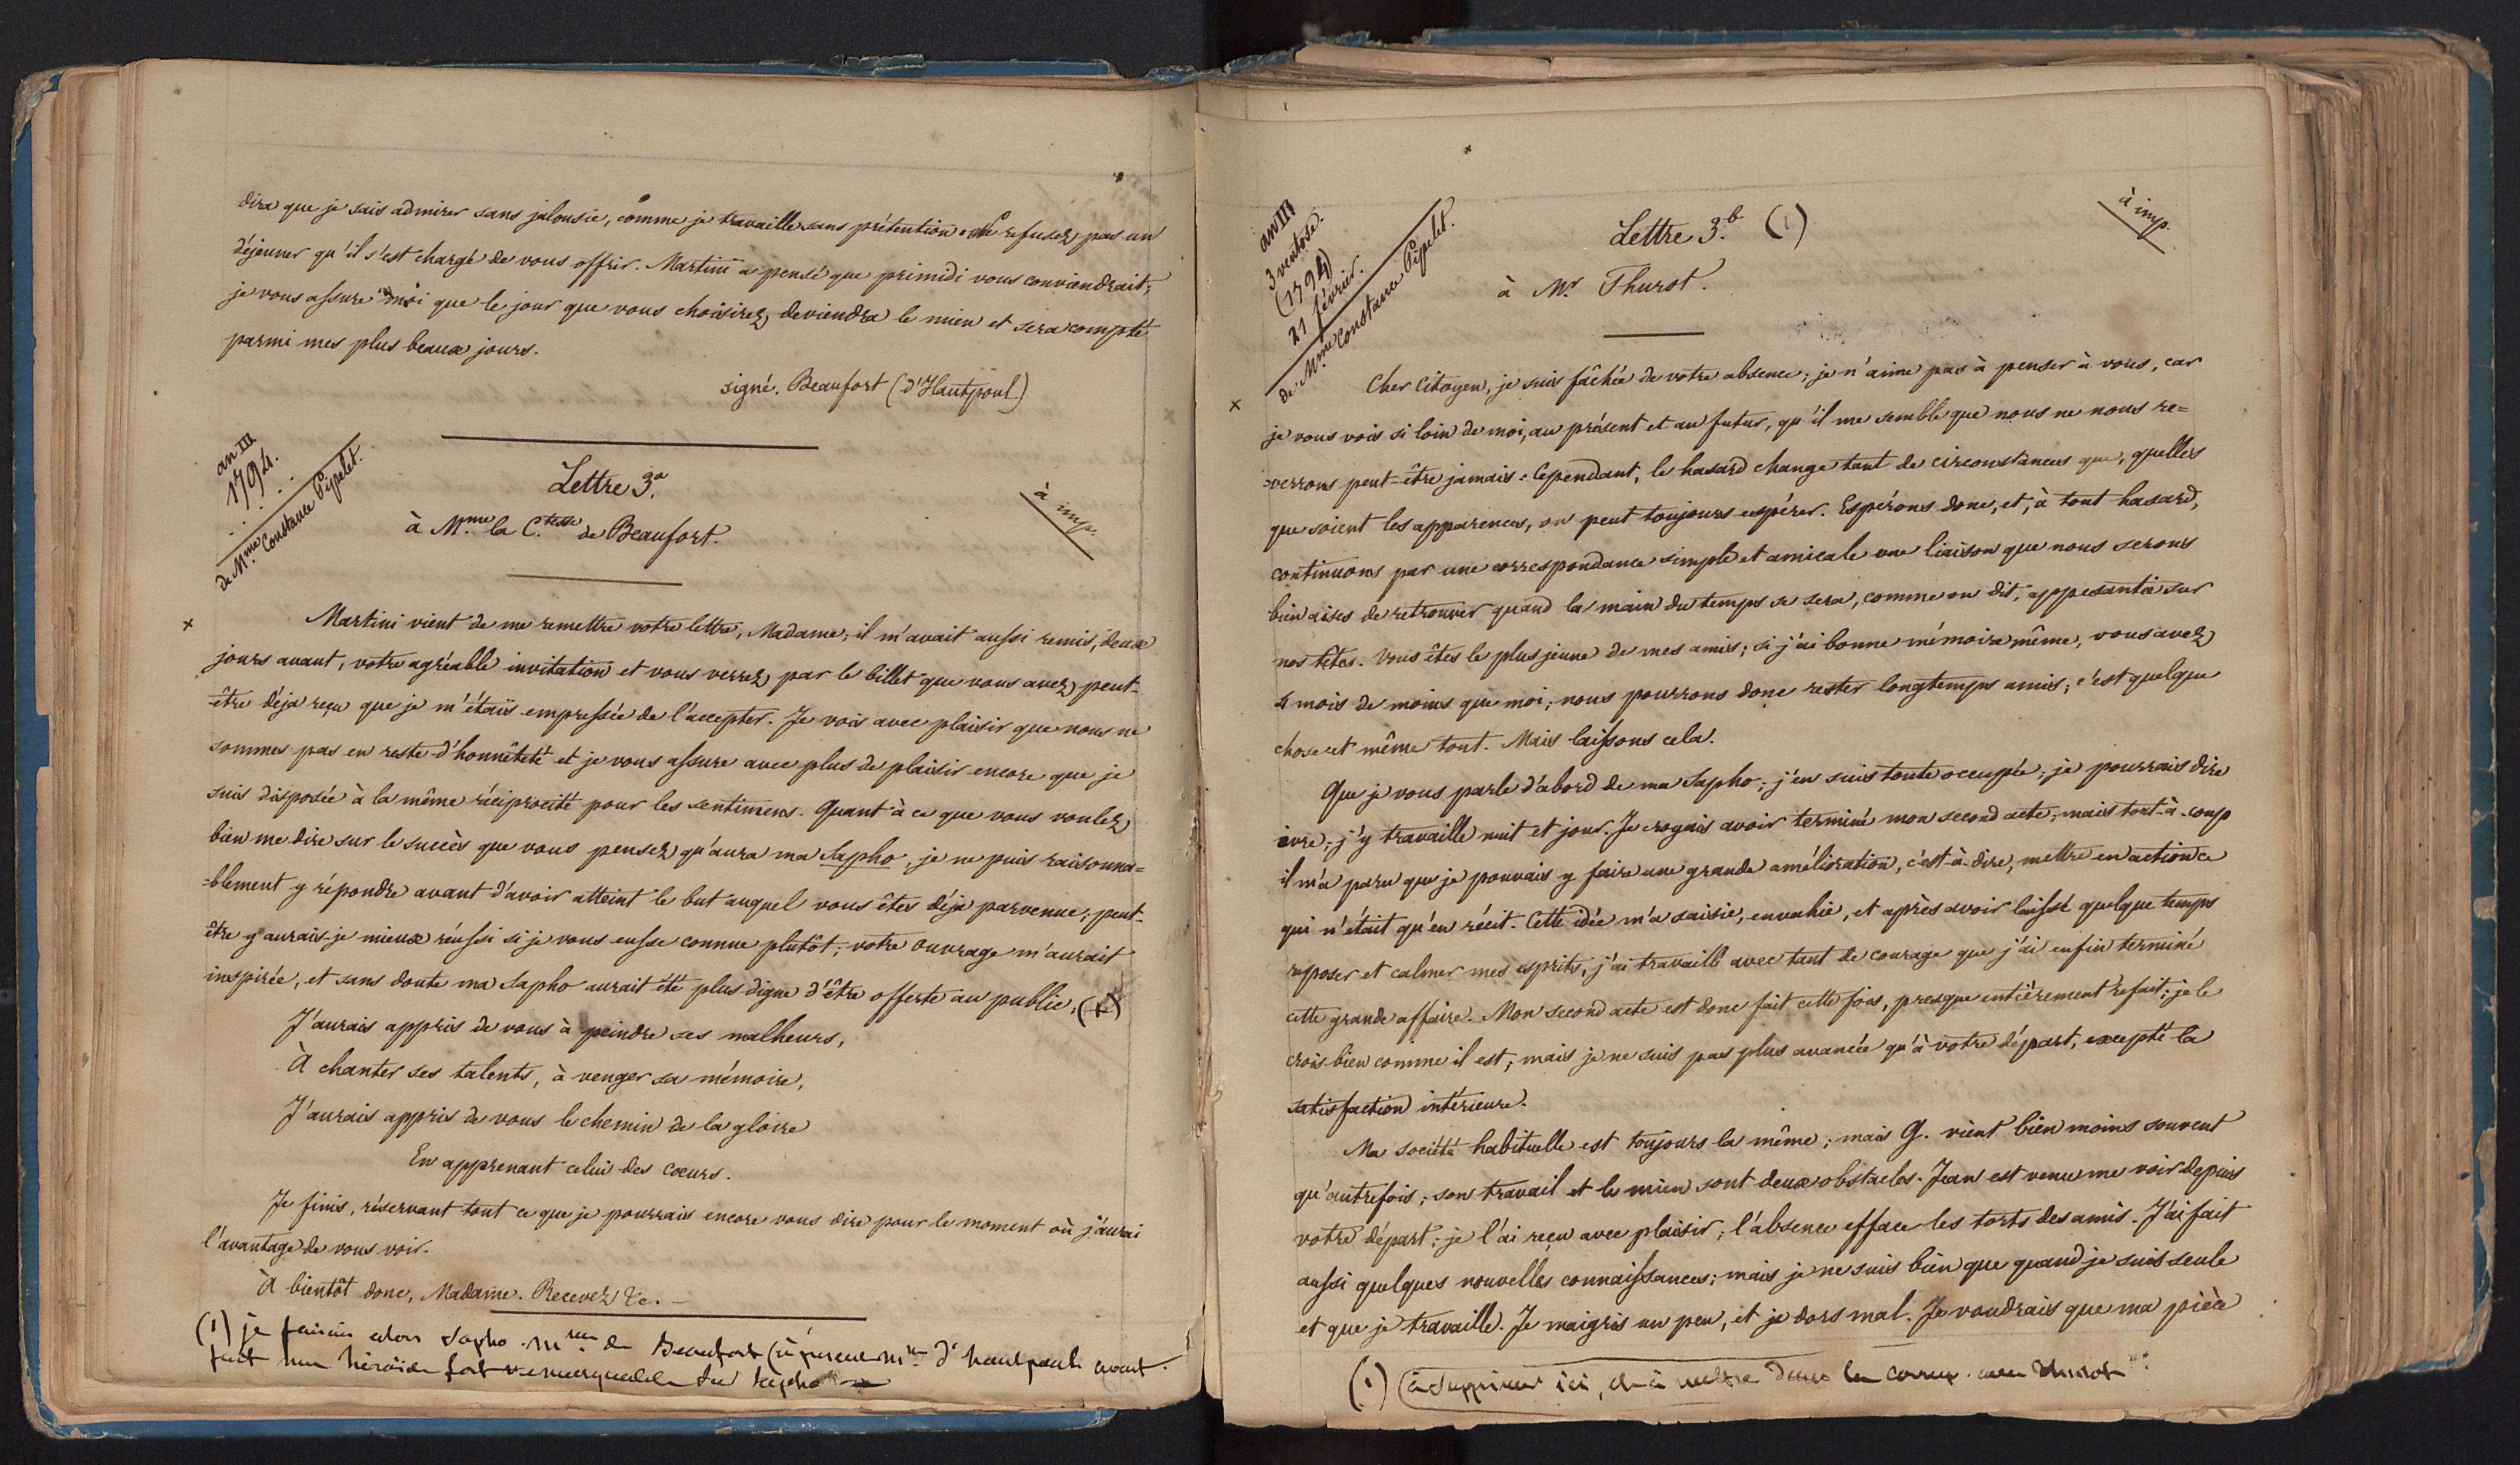 dira que je sais admirer sans jalousie, comme je travaille sans prétention. Ne refusez pas un
déjeuner qu'il s'est chargé de vous offrir. Martini a pensé que primidi vous conviendrait;
je vous assure moi que le jour que vous choisirez deviendra le mien et sera compté
parmi mes plus beaux jours.
signé. Beaufort (d'Hautpoul.)
an III
1794.
de Mme Constance Pipelet.
Lettre 3.a
à imp.
à M.me la C.tesse de Beaufort.
Martini vient de me remettre votre lettre, Madame; il m'avait aussi remis, deux
jours avant, votre agréable invitation et vous verrez par le billet que vous avez peut-
-être déja reçu que je m'étais empressée de l'accepter. Je vois avec plaisir que nous ne
sommes pas en reste d'honnêteté et je vous assure avec plus de plaisir encore que je
suis disposée à la même réciprocité pour les sentimens. Quant à ce que vous voulez
bien me dire sur le succès que vous pensez qu'aura ma Sapho, je ne puis raisonna=
=blement y répondre avant d'avoir atteint le but auquel vous êtes déja parvenue; peut-
être y aurais-je mieux réussi si je vous eusse connue plutôt; votre ouvrage m'aurait
inspirée, et sans doute ma Sapho aurait été plus digne d'être offerte au public, (1)
J'aurais appris de vous à peindre ses malheurs,
À chanter ses talents, à venger sa mémoire,
J'aurais appris de vous le chemin de la gloire
En apprenant celui des cœurs.
Je finis, réservant tout ce que je pourrais encore vous dire pour le moment où j'aurai
l'avantage de vous voir.
À bientôt donc, Madame. Recevez &c. -
(1) je faisais alors Sapho. Mme de Beaufort (à présent Mme d'hautpoul) avait
fait une héroïde fort remarquable sur Sapho
an III
3 ventose.
(1794)
21 février.
de Mme Constance Pipelet.
Lettre 3.b (1)
à imp.
à Mr Thurot.
Cher Citoyen, je suis fâchée de votre absence; je n'aime pas à penser à vous, car
je vous vois si loin de moi, au présent et au futur, qu'il me semble que nous ne nous re=
=verrons peut-être jamais. Cependant, le hasard change tant de circonstances que, quelles
que soient les apparences, on peut toujours espérer. Espérons donc, et, à tout hasard,
continuons par une correspondance simple et amicale une liaison que nous serons
bien aises de retrouver quand la main du temps se sera, comme on dit, appesantie sur
nos têtes. Vous êtes le plus jeune de mes amis; si j'ai bonne mémoire même, vous avez
4 mois de moins que moi; nous pourrons donc rester longtemps amis; c'est quelque
chose et même tout. Mais laissons cela.
Que je vous parle d'abord de ma Sapho; j'en suis toute occupée, je pourrais dire
ivre; j'y travaille nuit et jour. Je croyais avoir terminé mon second acte; mais tout-à-coup
il m'a paru que je pouvais y faire une grande amélioration, c'est-à-dire, mettre en action ce
qui n'était qu'en récit. Cette idée m'a saisie, envahie, et après avoir laissé quelque temps
reposer et calmer mes esprits, j'ai travaillé avec tant de courage que j'ai enfin terminé
cette grande affaire. Mon second acte est donc fait cette fois, presque entièrement refait; je le
crois bien comme il est; mais je ne suis pas plus avancée qu'à votre départ, excepté la
satisfaction intérieure.
Ma société habituelle est toujours la même; mais G. vient bien moins souvent
qu'autrefois; son travail et le mien sont deux obstacles. Jean est venu me voir depuis
votre départ; je l'ai reçu avec plaisir; l'absence efface les torts des amis. J'ai fait
aussi quelques nouvelles connaissances; mais je ne suis bien que quand je suis seule
et que je travaille. Je maigris un peu, et je dors mal. Je voudrais que ma pièce
(1) à supprimer ici, et à mettre dans la corresp. avec Thurot